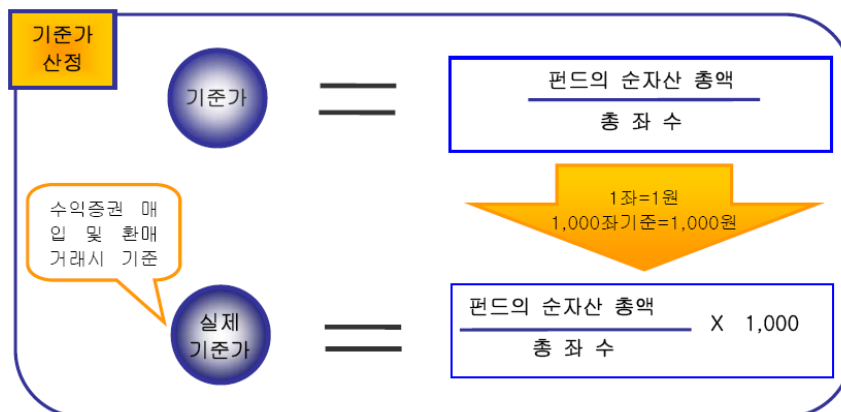 기준가
산정
기준가
펀드의 순자산 총액
총 좌 수
1좌=1원
1,000좌기준=1,000원
수익증권 매
입 및 환매
거래시 기준
실제
기준가
펀드의 순자산 총액
X 1,000
총 좌 수